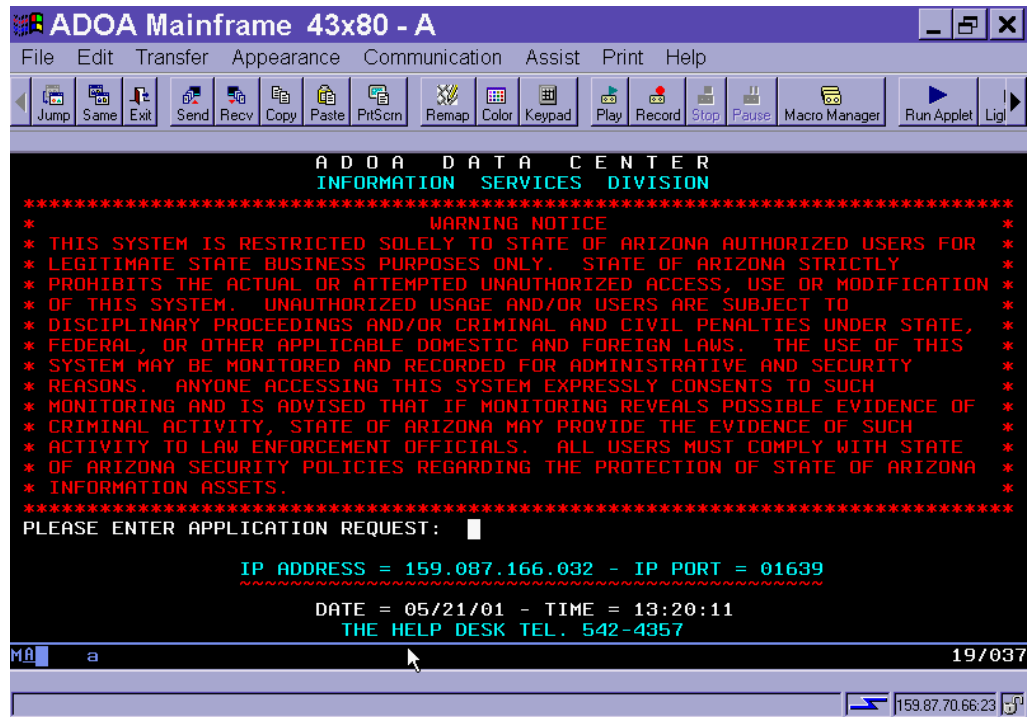 ADOA Mainframe 43x80 - A
File Edit Transfer Appearance Communication Assist Print Help
Jump Same Exit Send Recv Copy Paste PrtScrn Remap Color Keypad Play Record Stop Pause Macro Manager Run Applet Ligl
A D O A   D A T A   C E N T E R
INFORMATION SERVICES DIVISION
******************************************************************************
* WARNING NOTICE *
* THIS SYSTEM IS RESTRICTED SOLELY TO STATE OF ARIZONA AUTHORIZED USERS FOR *
* LEGITIMATE STATE BUSINESS PURPOSES ONLY. STATE OF ARIZONA STRICTLY *
* PROHIBITS THE ACTUAL OR ATTEMPTED UNAUTHORIZED ACCESS, USE OR MODIFICATION *
* OF THIS SYSTEM. UNAUTHORIZED USAGE AND/OR USERS ARE SUBJECT TO *
* DISCIPLINARY PROCEEDINGS AND/OR CRIMINAL AND CIVIL PENALTIES UNDER STATE, *
* FEDERAL, OR OTHER APPLICABLE DOMESTIC AND FOREIGN LAWS. THE USE OF THIS *
* SYSTEM MAY BE MONITORED AND RECORDED FOR ADMINISTRATIVE AND SECURITY *
* REASONS. ANYONE ACCESSING THIS SYSTEM EXPRESSLY CONSENTS TO SUCH *
* MONITORING AND IS ADVISED THAT IF MONITORING REVEALS POSSIBLE EVIDENCE OF *
* CRIMINAL ACTIVITY, STATE OF ARIZONA MAY PROVIDE THE EVIDENCE OF SUCH *
* ACTIVITY TO LAW ENFORCEMENT OFFICIALS. ALL USERS MUST COMPLY WITH STATE *
* OF ARIZONA SECURITY POLICIES REGARDING THE PROTECTION OF STATE OF ARIZONA *
* INFORMATION ASSETS. *
******************************************************************************
PLEASE ENTER APPLICATION REQUEST:
IP ADDRESS = 159.087.166.032 - IP PORT = 01639
~~~~~~~~~~~~~~~~~~~~~~~~~~~~~~~~~~~~~~~~~~~~~~
DATE = 05/21/01 - TIME = 13:20:11
THE HELP DESK TEL. 542-4357
MA a 19/037
159.87.70.66:23